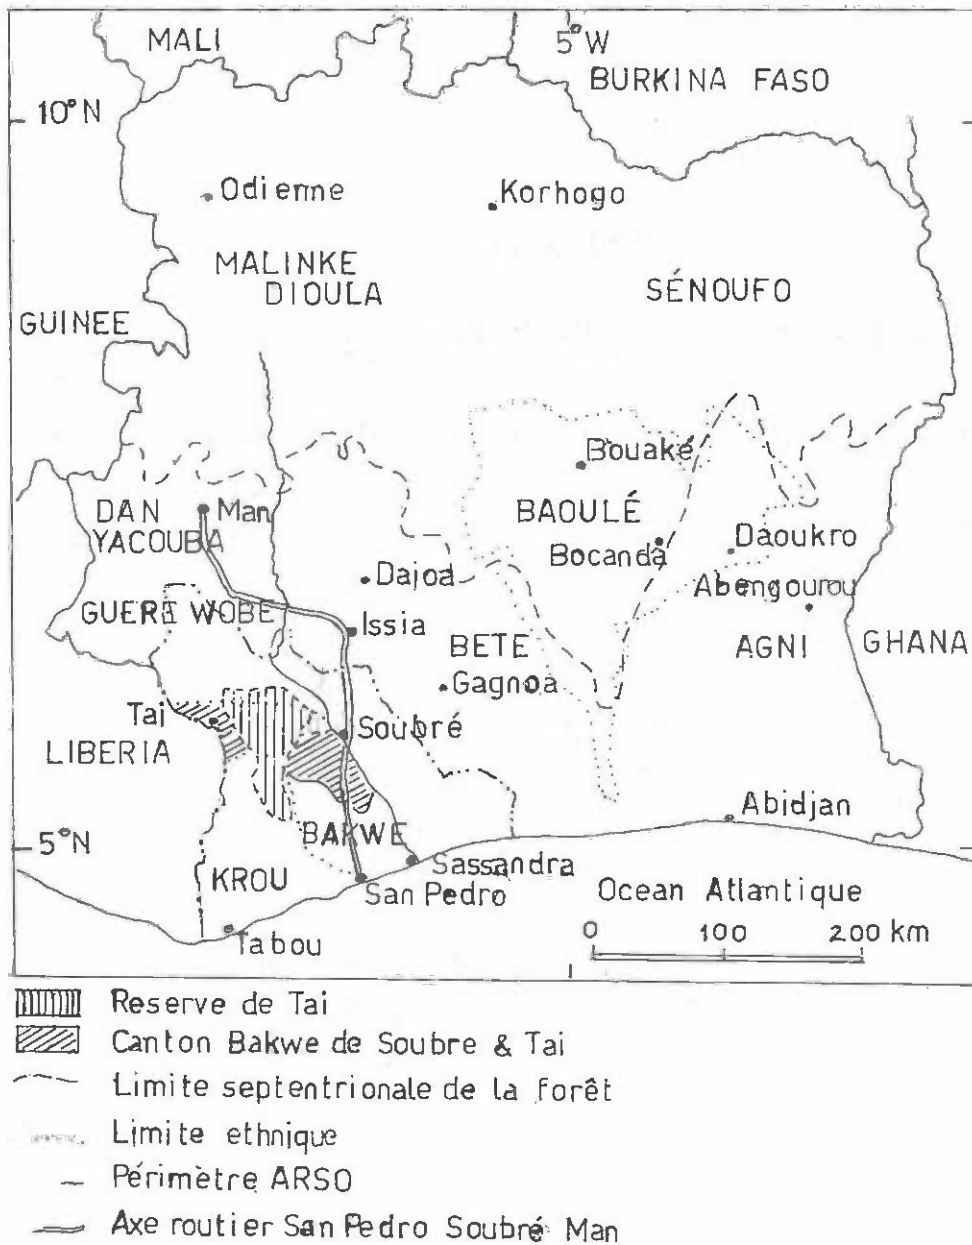 MALI
5°W
BURKINA FASO
10°N
Odienne
Korhogo
MALINKE
DIOULA
SÉNOUFO
GUINEE
Bouaké
DAN
Man
BAOULÉ
YACOUBA
Bocanda
Daoukro
Dajoa
Abengourou
GUERE WOBE
Issia
BETE
AGNI
GHANA
Gagnoa
Tai
Soubré
LIBERIA
Abidjan
5°N
BAKWE
KROU
Sassandra
San Pedro
Ocean Atlantique
Tabou
0 100 200 km
Reserve de Tai
Canton Bakwe de Soubre & Tai
Limite septentrionale de la forêt
Limite ethnique
Périmètre ARSO
Axe routier San Pedro Soubré Man